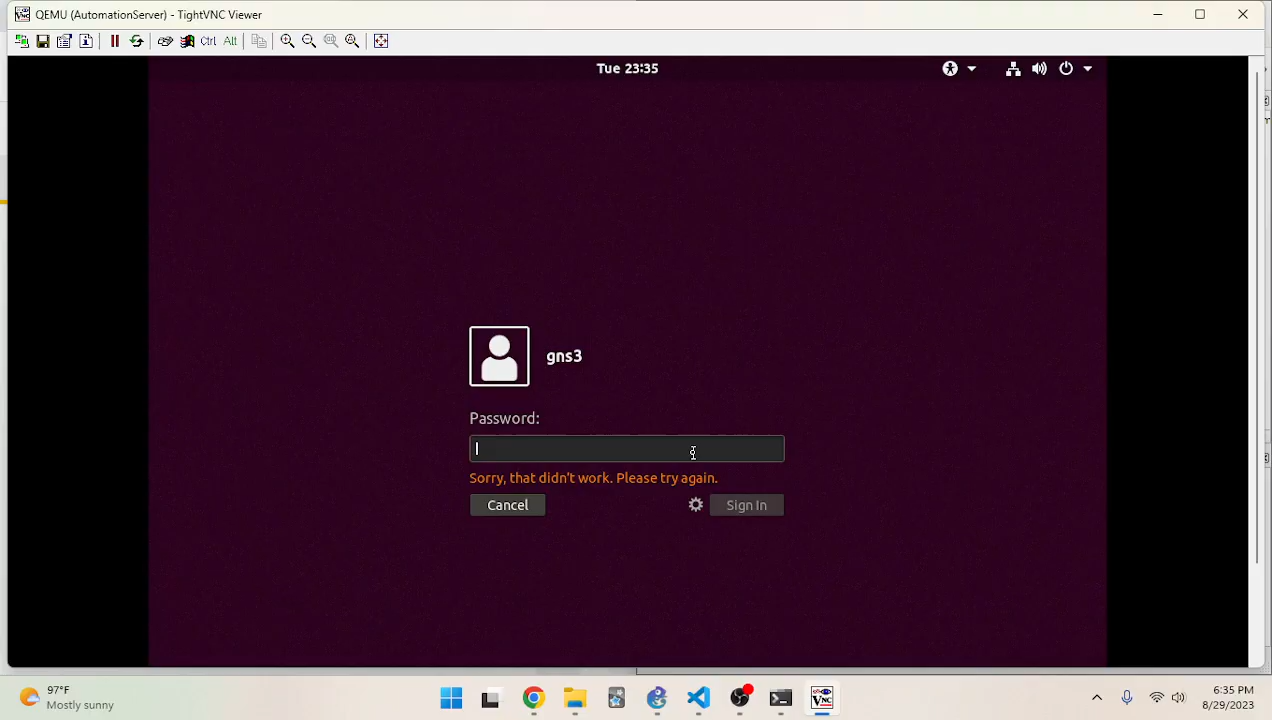 QEMU (AutomationServer) - TightVNC Viewer
Ctrl Alt
Tue 23:35
gns3
Password:
Sorry, that didn't work. Please try again.
Cancel
Sign In
97°F
Mostly sunny
6:35 PM
8/29/2023